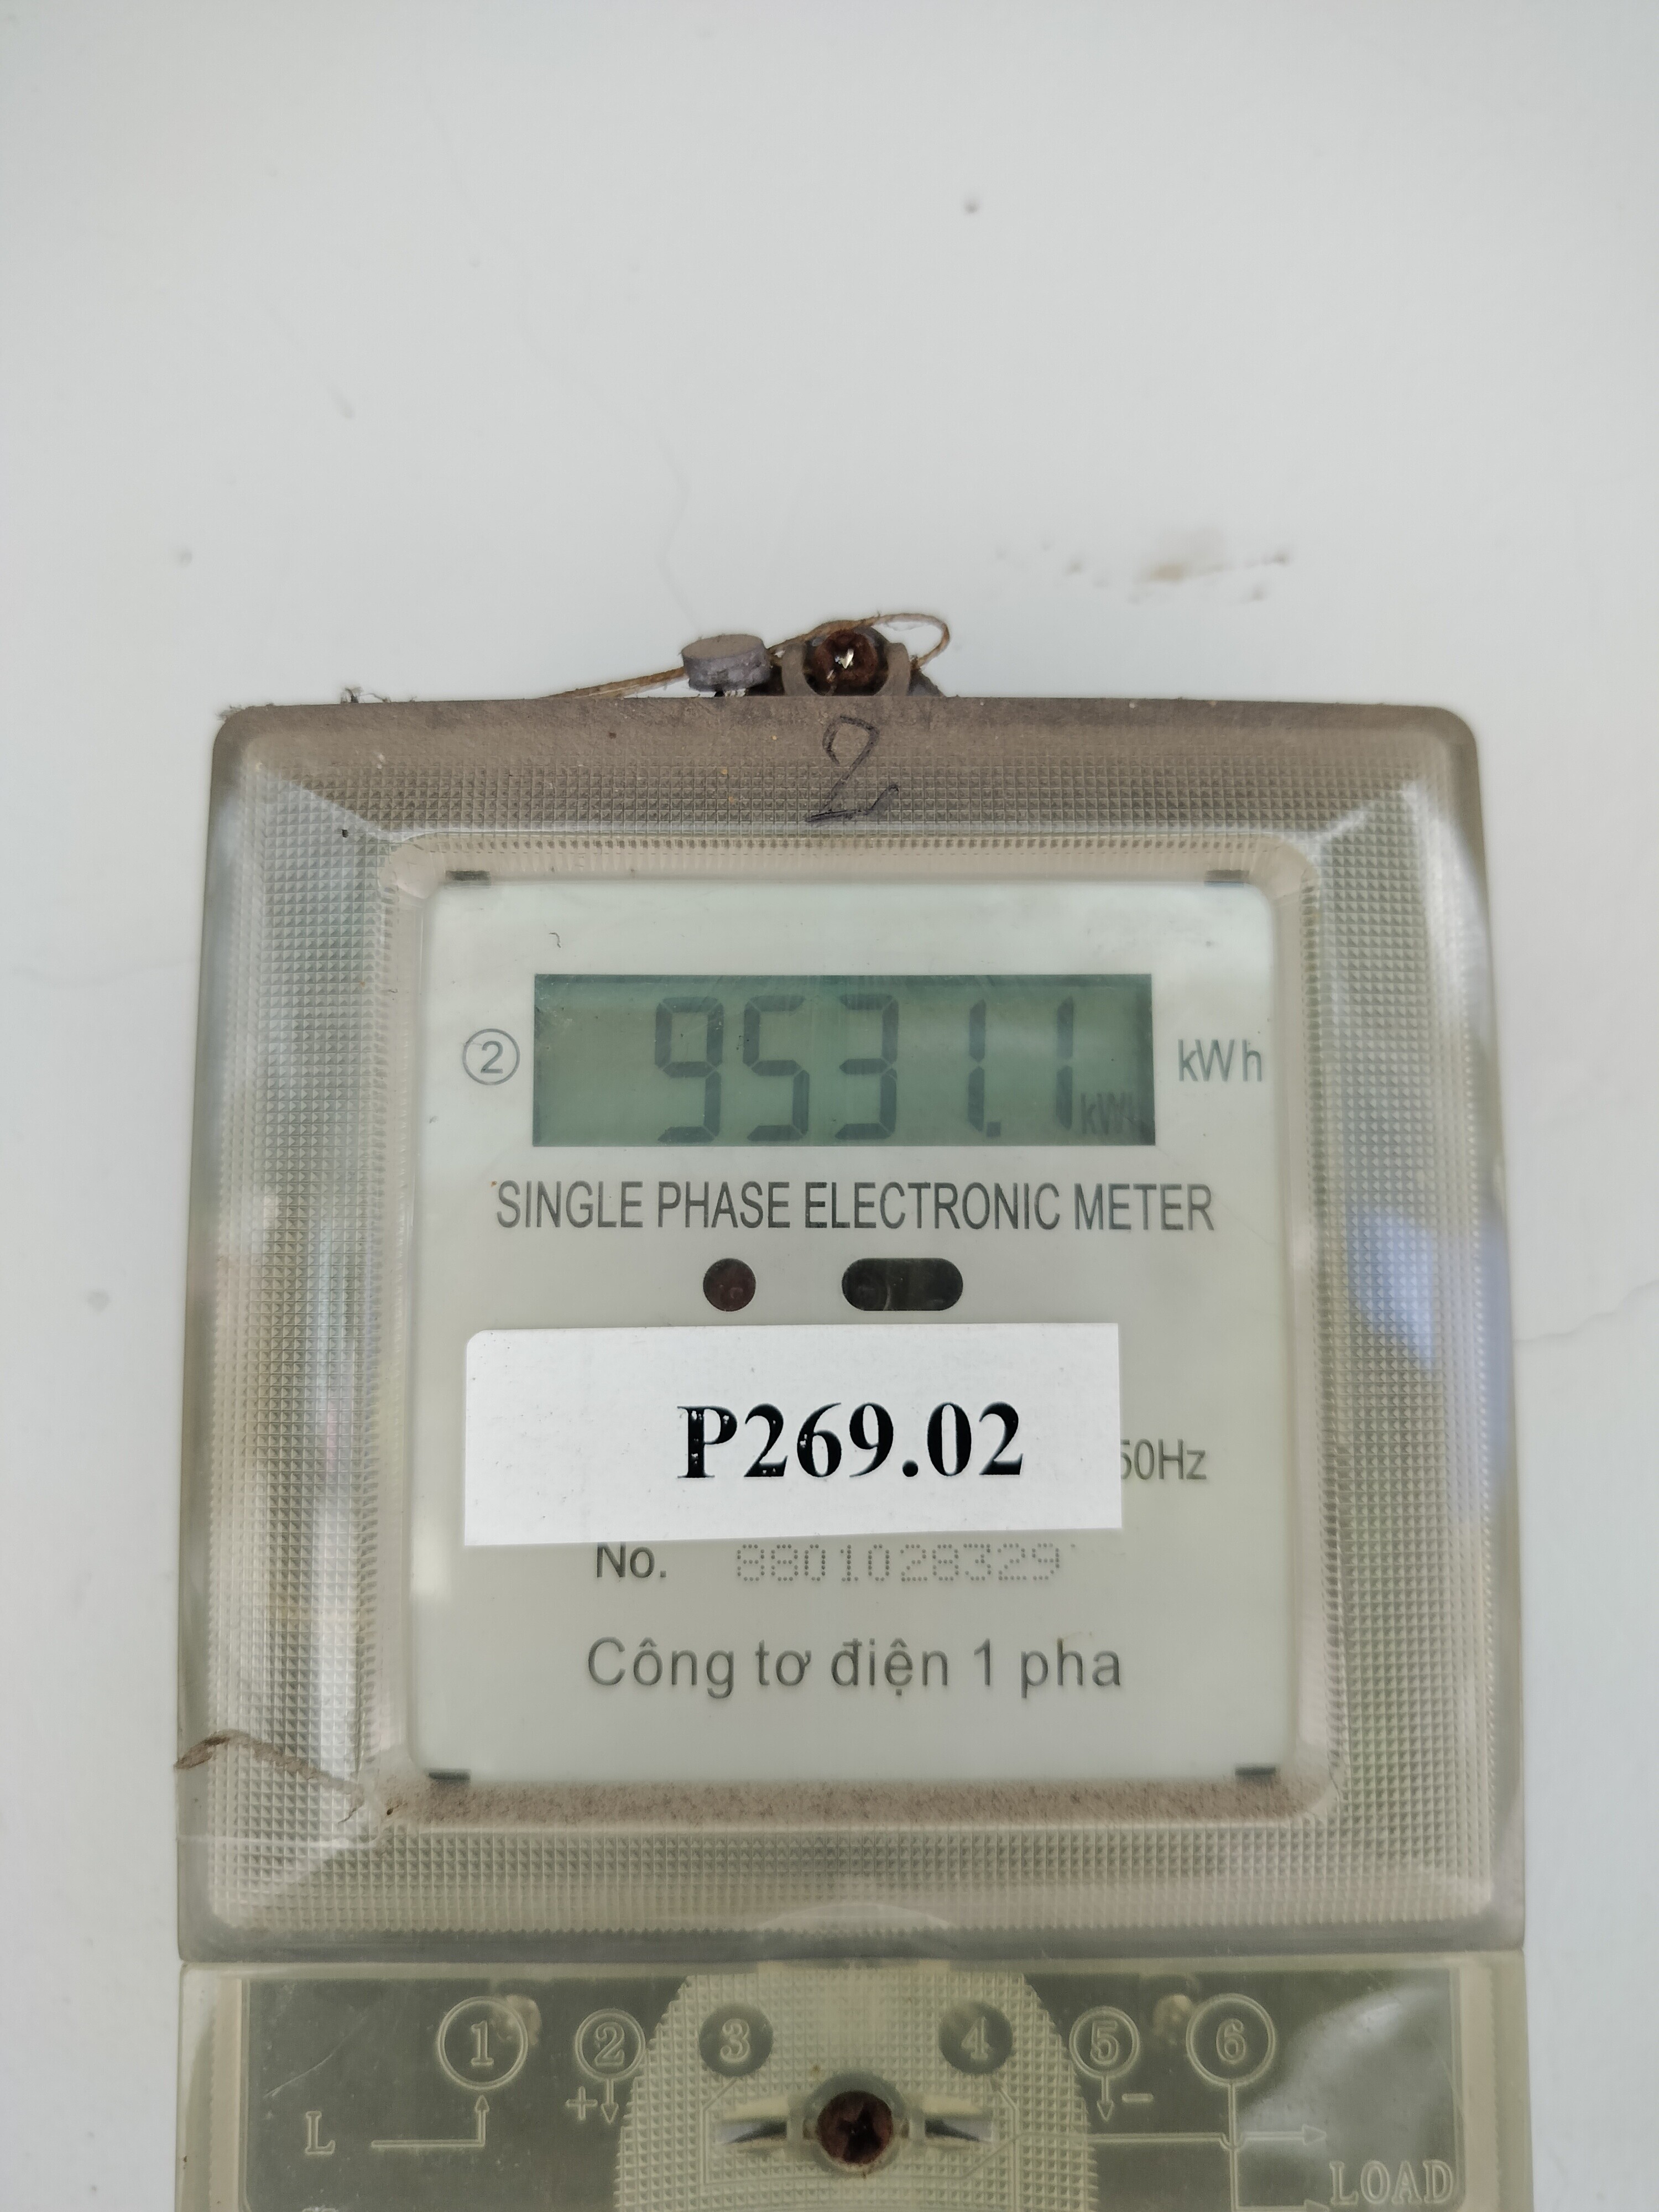 2
② 9531.1 kWh kWh
SINGLE PHASE ELECTRONIC METER
P269.02
50Hz
No. 8801028329
Công tơ điện 1 pha
1 2 3 4 5 6
+ -
L
LOAD